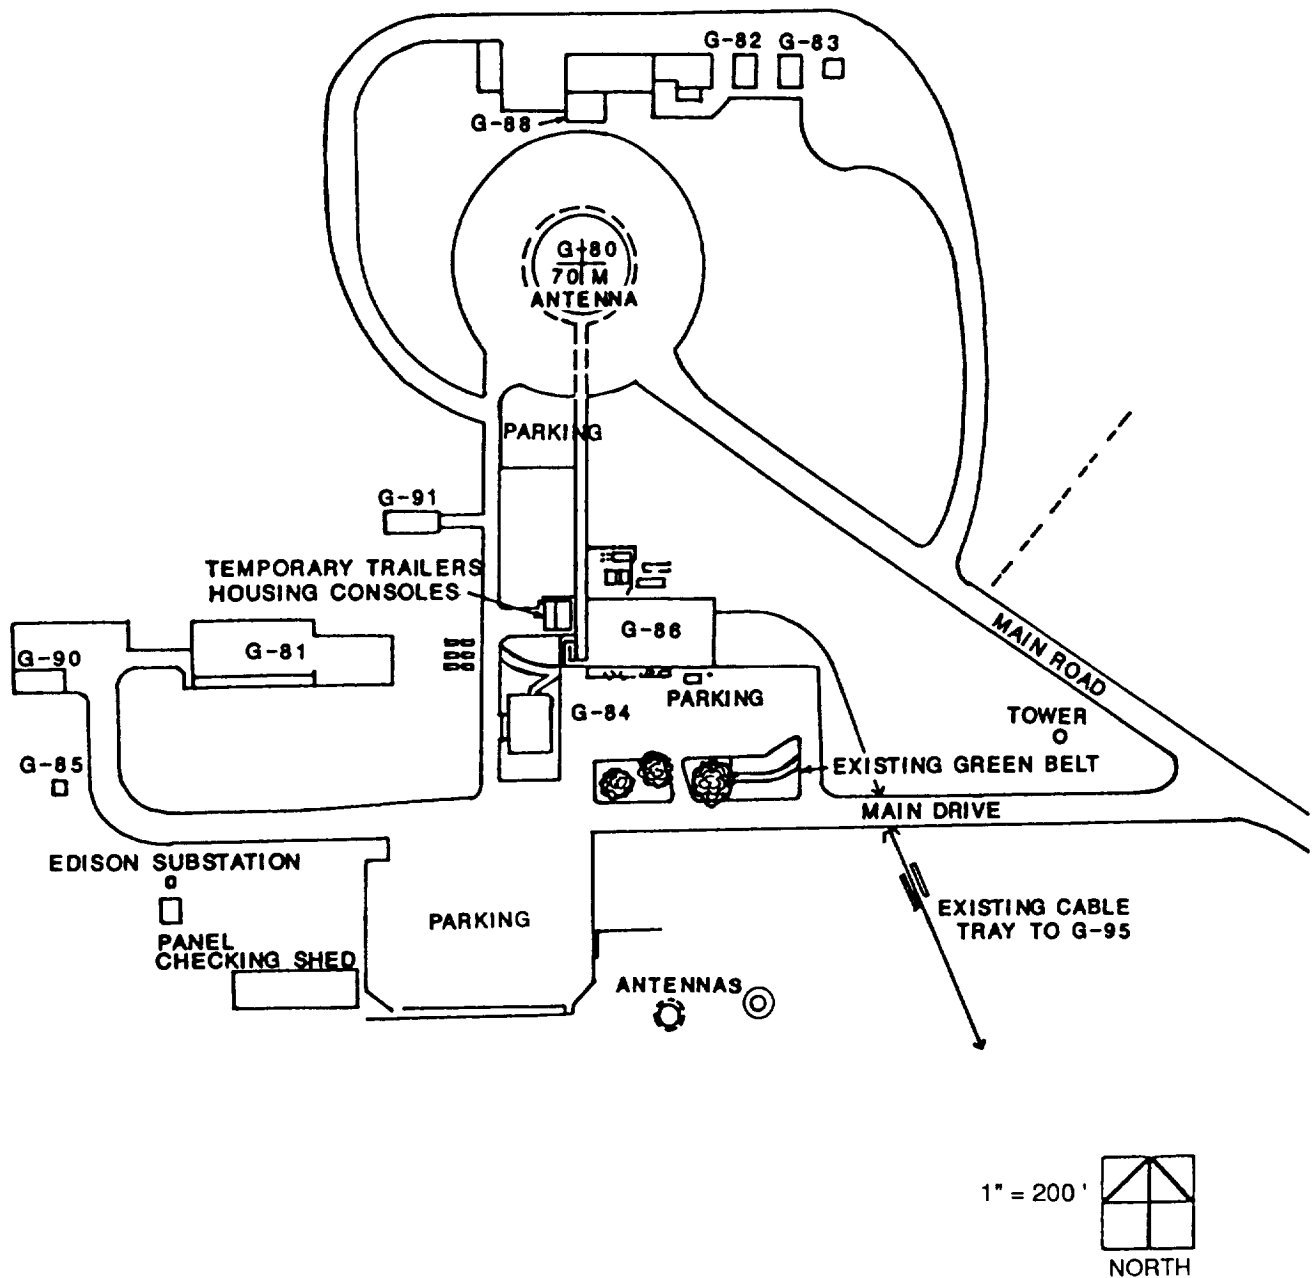 G-82 G-83
G-88
G-80
70 M
ANTENNA
PARKING
G-91
TEMPORARY TRAILERS
HOUSING CONSOLES
G-86
MAIN ROAD
G-90
G-81
PARKING
G-84
TOWER
G-85
EXISTING GREEN BELT
MAIN DRIVE
EDISON SUBSTATION
PARKING
EXISTING CABLE
TRAY TO G-95
PANEL
CHECKING SHED
ANTENNAS
1" = 200 '
NORTH